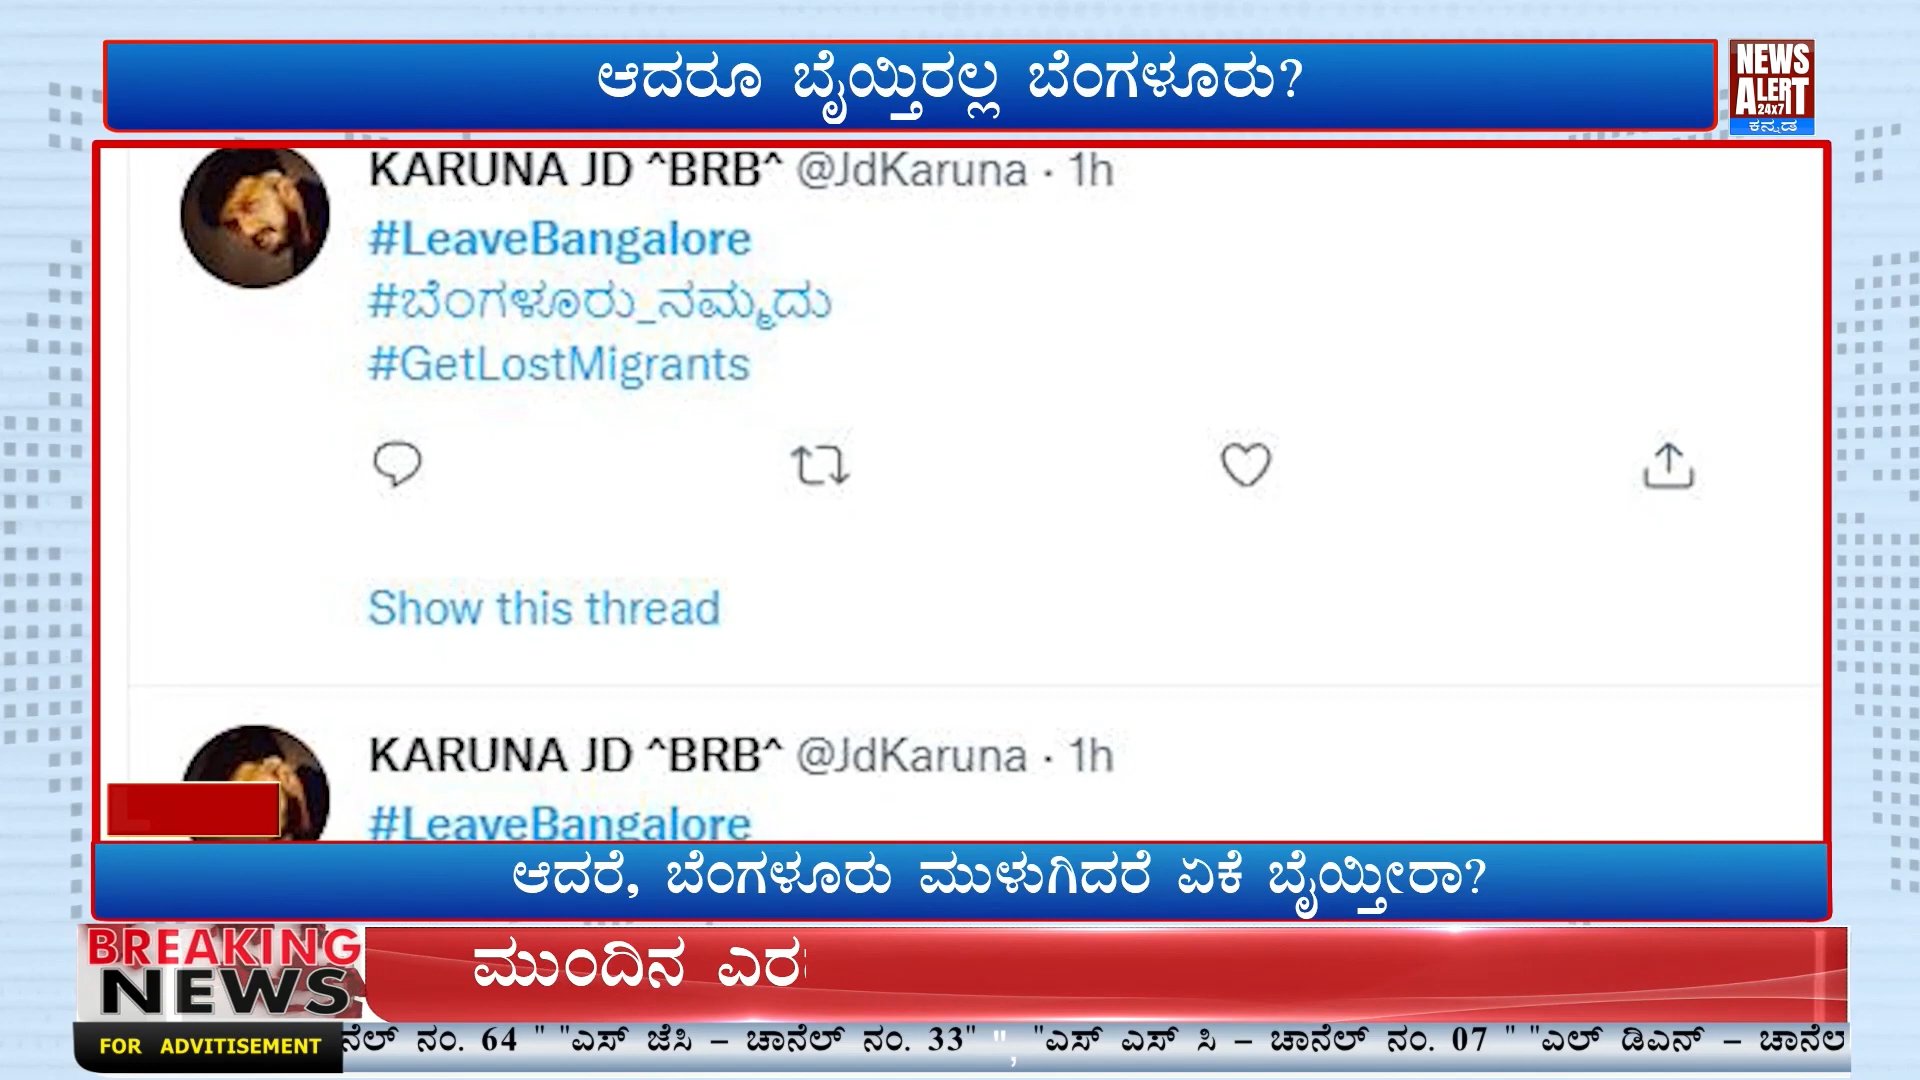 ಆದರೂ ಬೈಯ್ತಿರಲ್ಲ ಬೆಂಗಳೂರು?
NEWS
ALERT
24x7
ಕನ್ನಡ
KARUNA JD ^BRB^ @JdKaruna · 1h
#LeaveBangalore
#ಬೆಂಗಳೂರು_ನಮ್ಮದು
#GetLostMigrants
Show this thread
KARUNA JD ^BRB^ @JdKaruna · 1h
#LeaveBangalore
ಆದರೆ, ಬೆಂಗಳೂರು ಮುಳುಗಿದರೆ ಏಕೆ ಬೈಯ್ತೀರಾ?
BREAKING
NEWS
ಮುಂದಿನ ಎರ
FOR ADVITISEMENT
ನೆಲ್ ನಂ. 64 " "ಎಸ್ ಜೆಸಿ – ಚಾನೆಲ್ ನಂ. 33" ", "ಎಸ್ ಎಸ್ ಸಿ – ಚಾನೆಲ್ ನಂ. 07 " "ಎಲ್ ಡಿಎನ್ – ಚಾನೆಲ